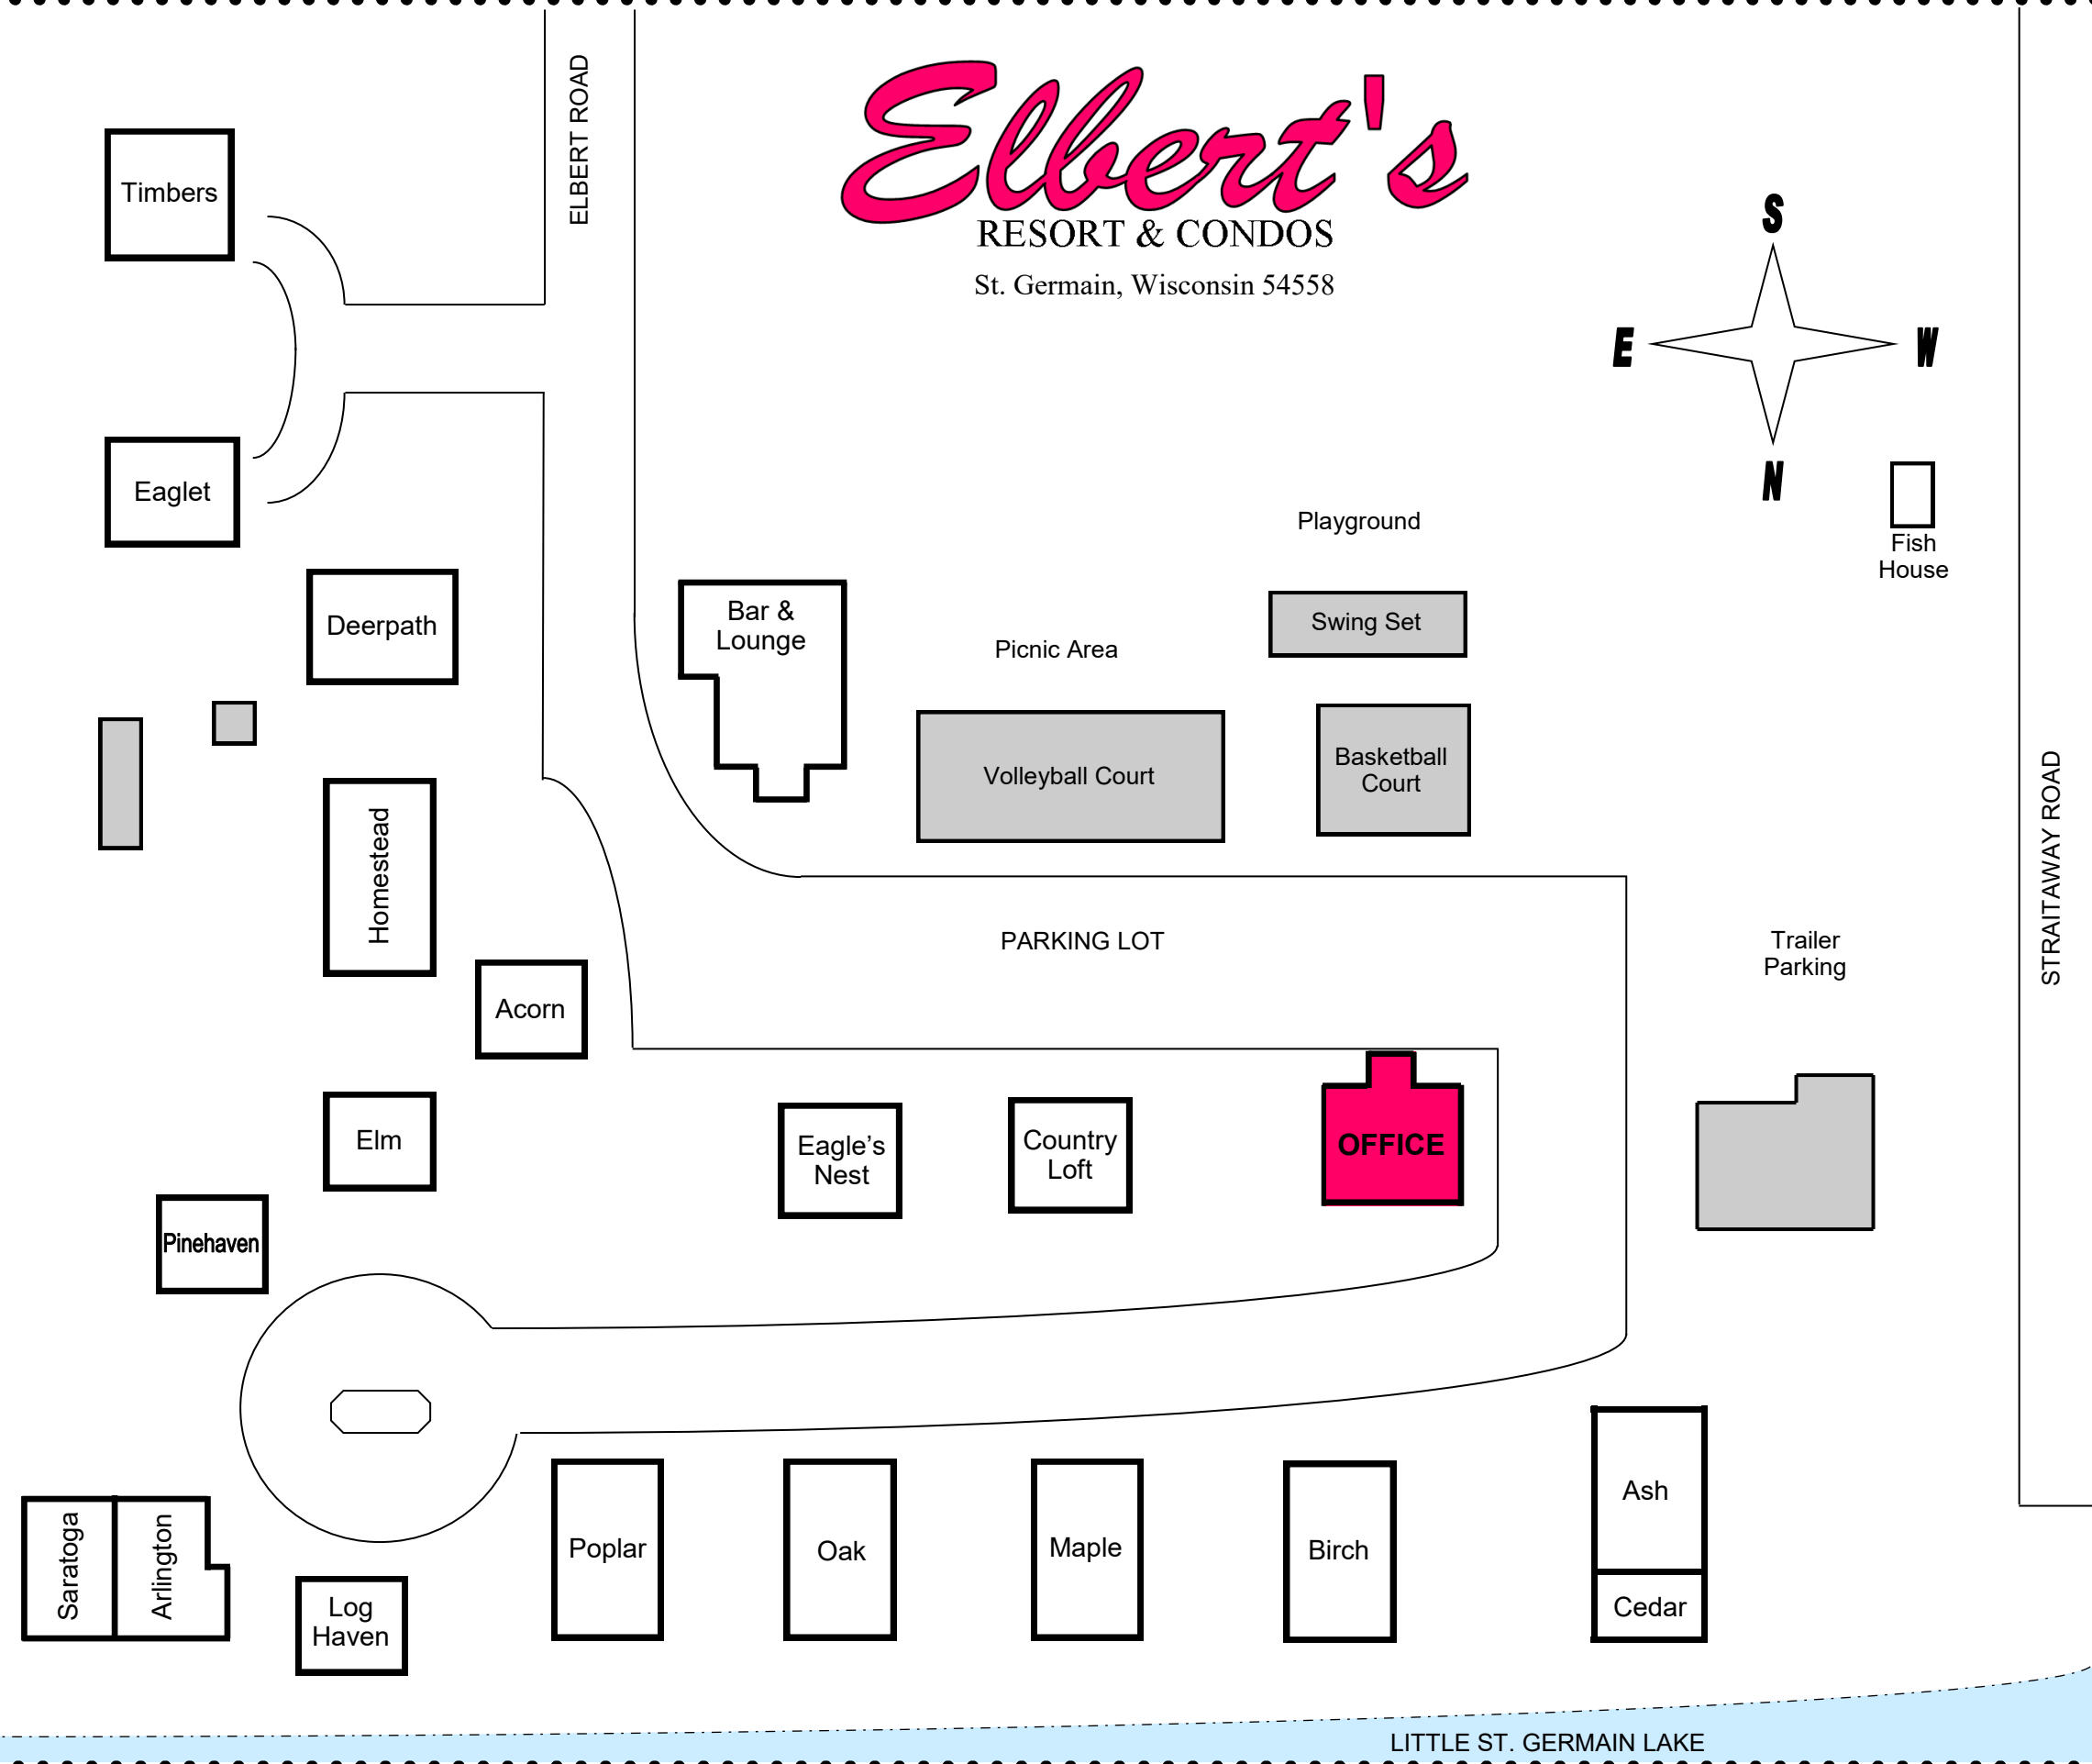 ELBERT ROAD
Elbert's
RESORT & CONDOS
St. Germain, Wisconsin 54558
Timbers
S
E
W
N
Eaglet
Playground
Fish
House
Deerpath
Bar &
Lounge
Swing Set
Picnic Area
Volleyball Court
Basketball
Court
Homestead
STRAITAWAY ROAD
PARKING LOT
Trailer
Parking
Acorn
Elm
Eagle’s
Nest
Country
Loft
OFFICE
Pinehaven
Saratoga
Arlington
Log
Haven
Poplar
Oak
Maple
Birch
Ash
Cedar
LITTLE ST. GERMAIN LAKE